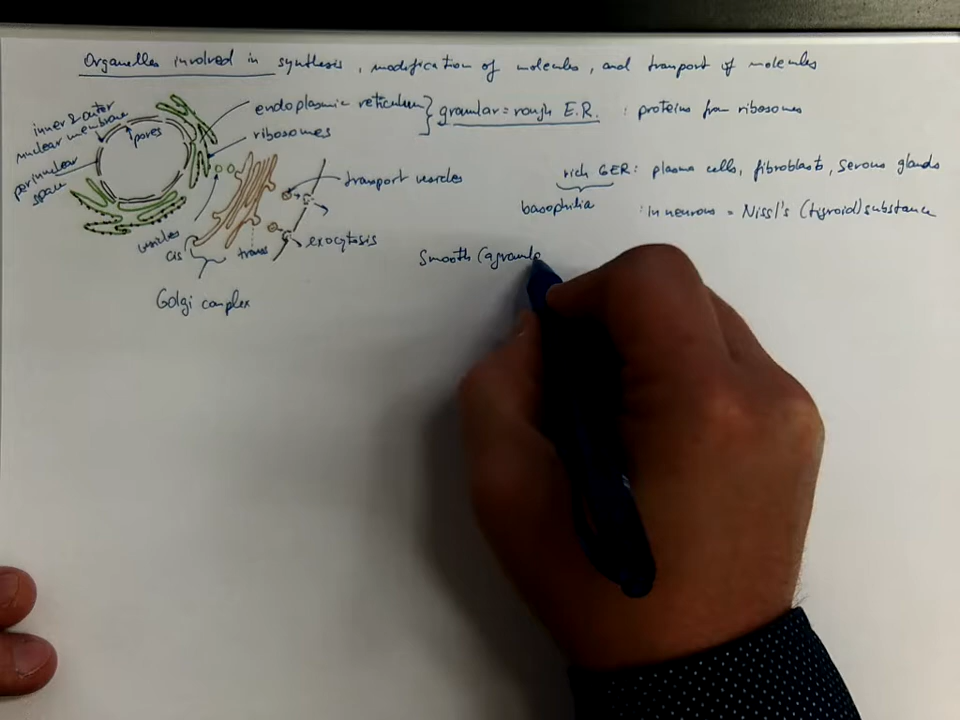 Organelles involved in synthesis, modification of molecules, and transport of molecules
inner & outer
nuclear membrane
pores
perinuclear
space
endoplasmic reticulum
ribosomes
granular = rough E.R. : proteins from ribosomes
transport vesicles
exocytosis
vesicles
cis
trans
Golgi complex
rich GER: plasma cells, fibroblasts, serous glands
basophilia
: In neurons = Nissl's (tigroid) substance
Smooth (agranula